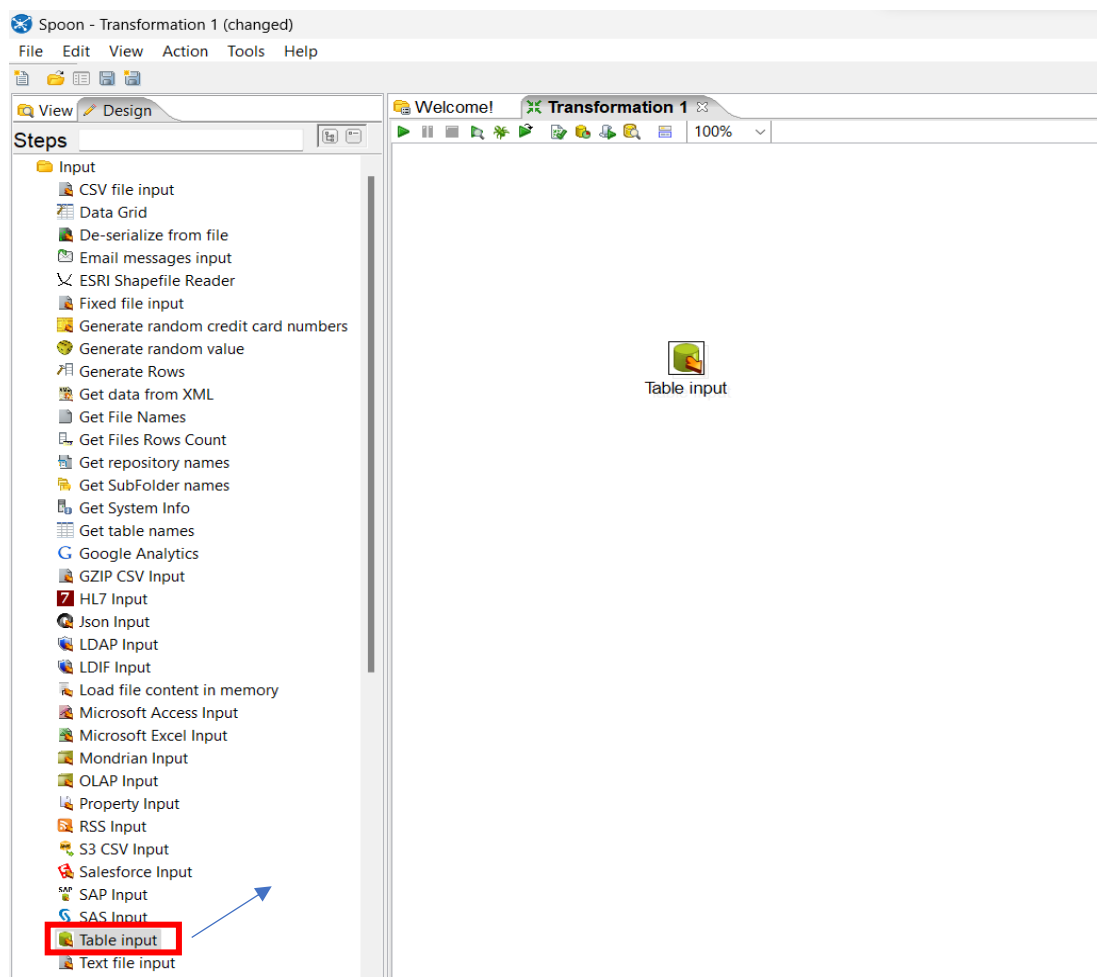 Spoon - Transformation 1 (changed)
File Edit View Action Tools Help
View Design
Welcome! Transformation 1
Steps
100%
Input
CSV file input
Data Grid
De-serialize from file
Email messages input
ESRI Shapefile Reader
Fixed file input
Generate random credit card numbers
Generate random value
Generate Rows
Get data from XML
Get File Names
Get Files Rows Count
Get repository names
Get SubFolder names
Get System Info
Get table names
G Google Analytics
GZIP CSV Input
7 HL7 Input
Json Input
LDAP Input
LDIF Input
Load file content in memory
Microsoft Access Input
Microsoft Excel Input
Mondrian Input
OLAP Input
Property Input
RSS Input
S3 CSV Input
Salesforce Input
SAP SAP Input
SAS Input
Table input
Text file input
Table input